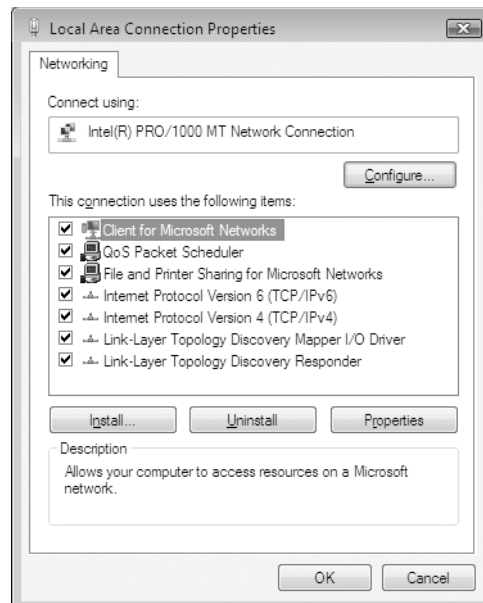 Local Area Connection Properties
Networking
Connect using:
Intel(R) PRO/1000 MT Network Connection
Configure...
This connection uses the following items:
Client for Microsoft Networks
QoS Packet Scheduler
File and Printer Sharing for Microsoft Networks
Internet Protocol Version 6 (TCP/IPv6)
Internet Protocol Version 4 (TCP/IPv4)
Link-Layer Topology Discovery Mapper I/O Driver
Link-Layer Topology Discovery Responder
Install... Uninstall Properties
Description
Allows your computer to access resources on a Microsoft
network.
OK Cancel